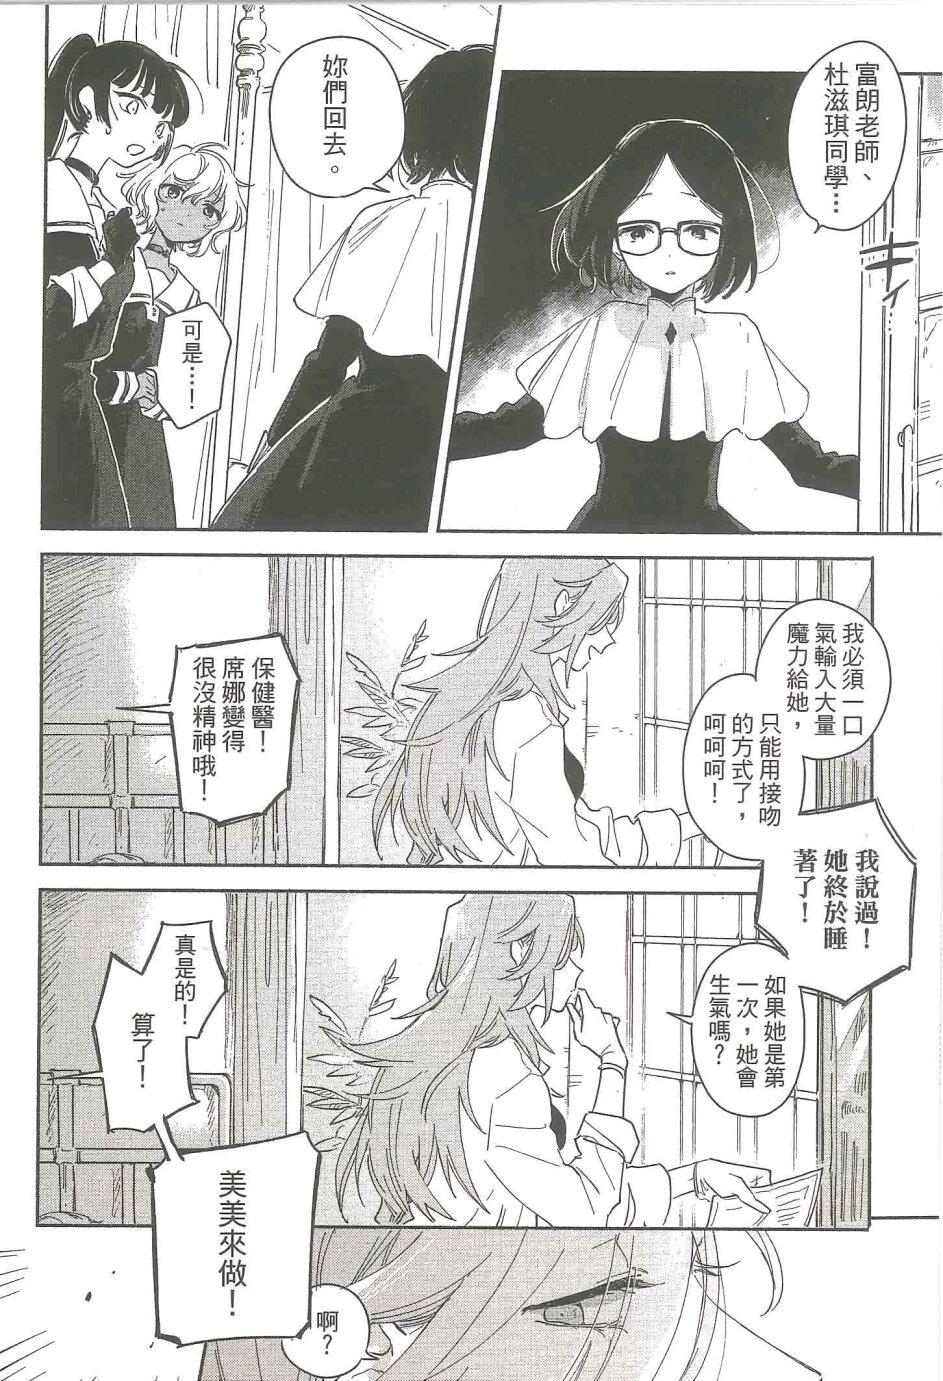 富朗老師、
杜滋琪同學…
キィ
妳們回去。
可是…！
我必須一口
氣輸入大量
魔力給她，
只能用接吻
的方式了，
呵呵呵！
保健醫！
席娜變得
很沒精神哦！
我說過！
她終於睡
著了！
如果她是第
一次，她會
生氣嗎？
真是的！
算了！
美美來做！
啊？